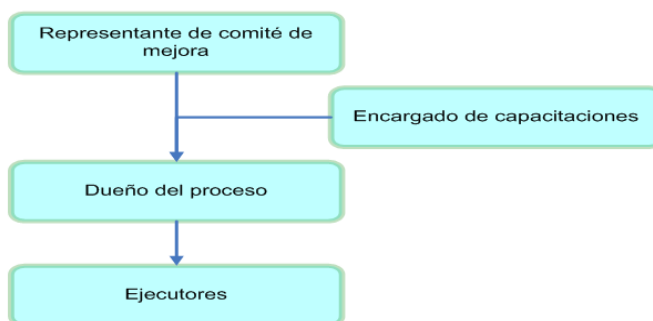 Representante de comité de
mejora
Encargado de capacitaciones
Dueño del proceso
Ejecutores